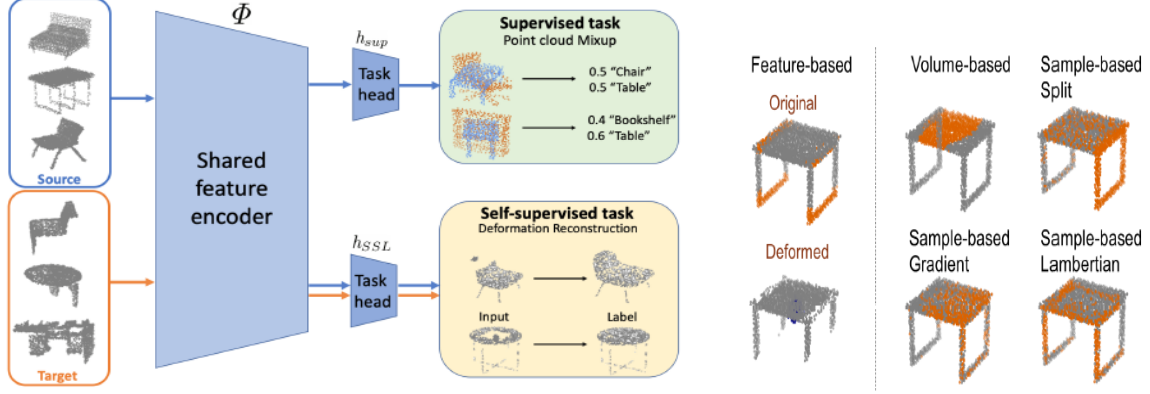 Source
Target
Φ
Shared
feature
encoder
h_sup
Task
head
h_SSL
Task
head
Supervised task
Point cloud Mixup
0.5 “Chair”
0.5 “Table”
0.4 “Bookshelf”
0.6 “Table”
Self-supervised task
Deformation Reconstruction
Input
Label
Feature-based
Original
Deformed
Volume-based
Sample-based
Split
Sample-based
Gradient
Sample-based
Lambertian